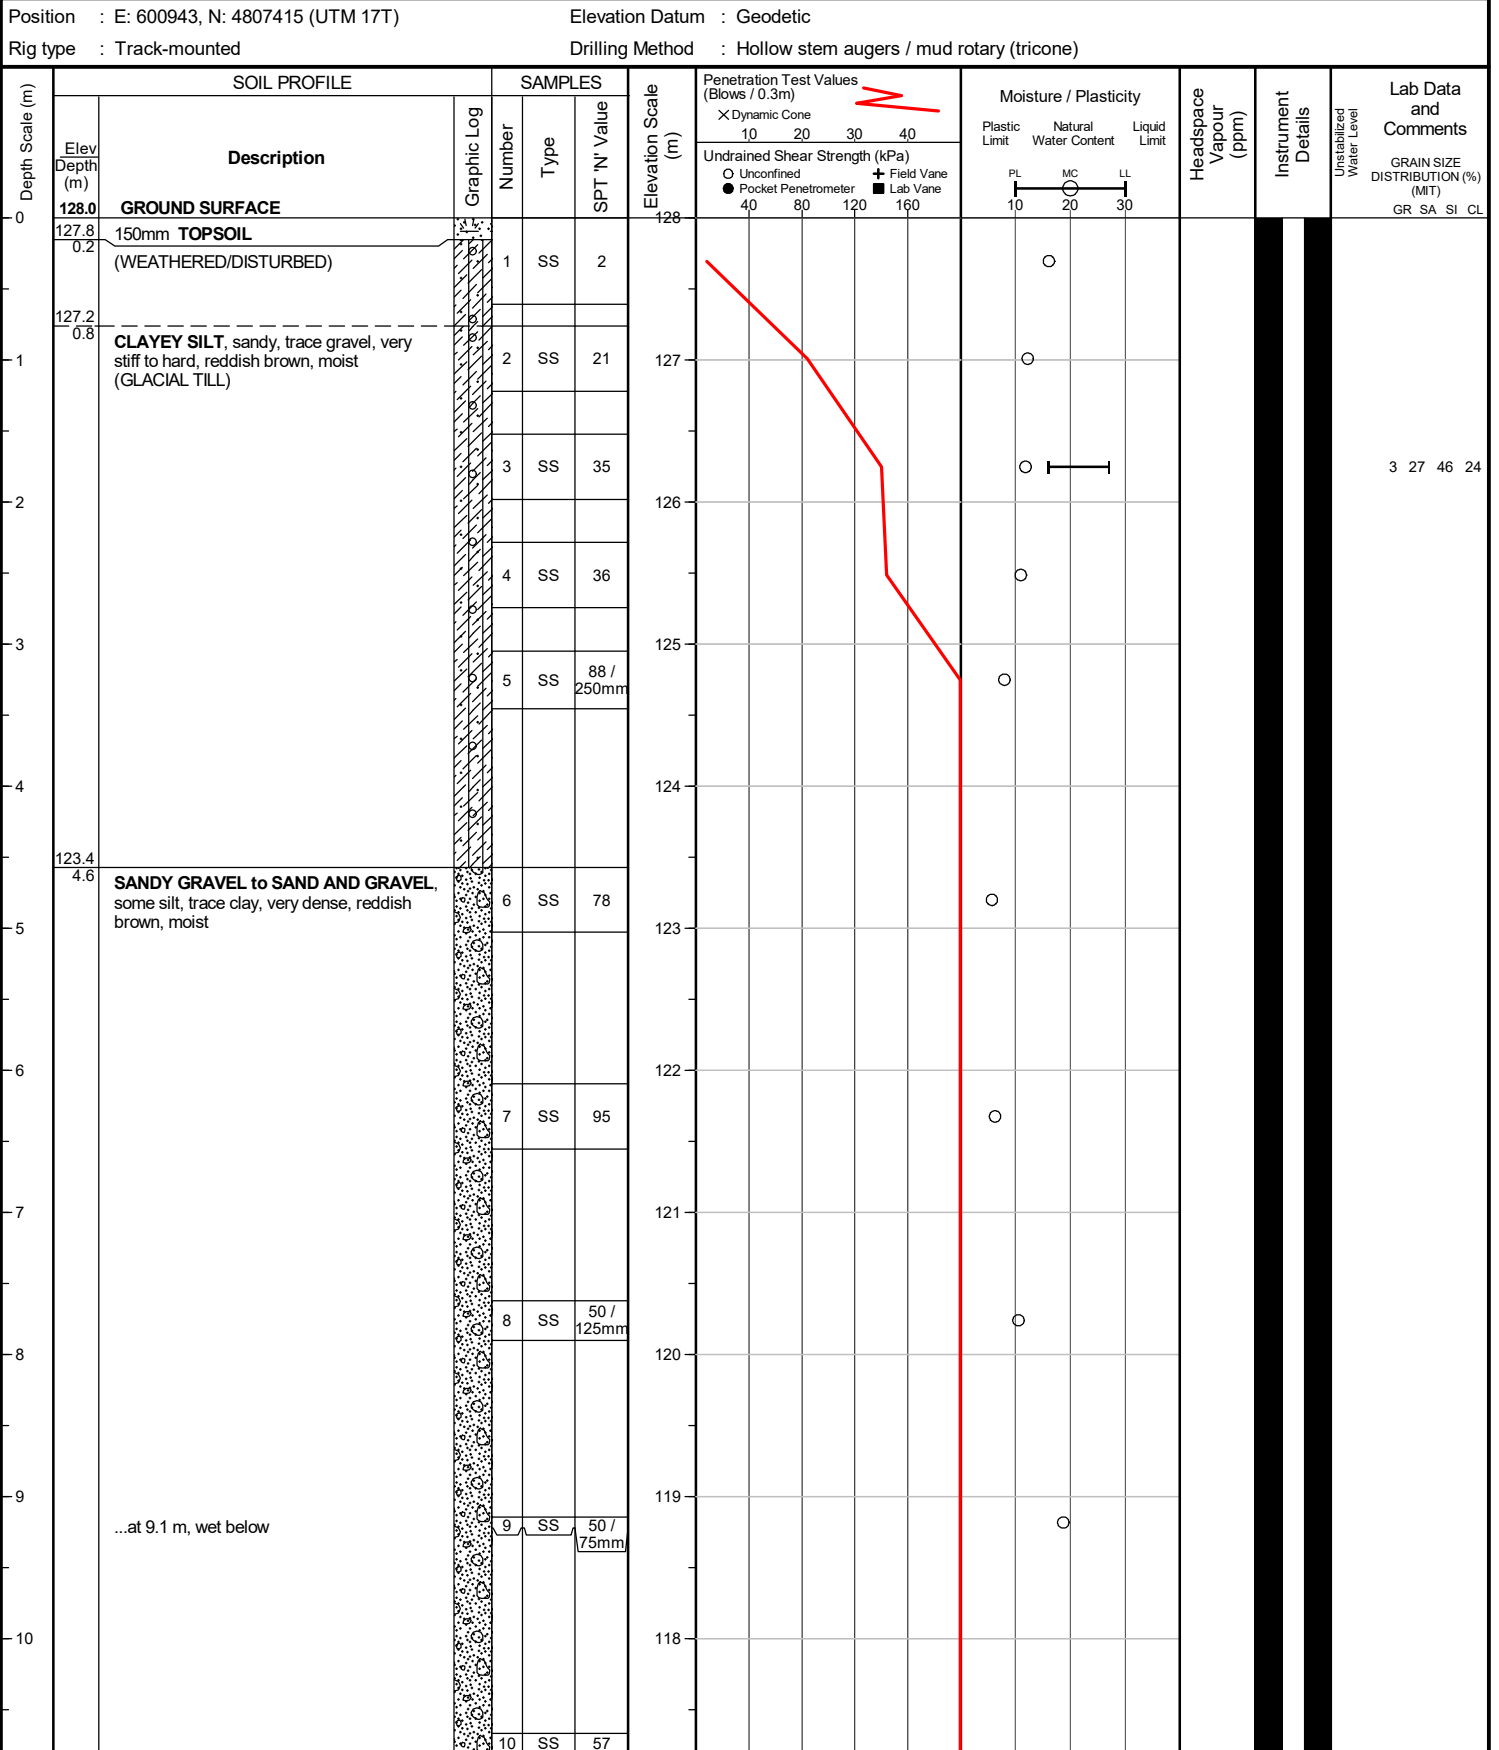 Position : E: 600943, N: 4807415 (UTM 17T) Elevation Datum : Geodetic
Rig type : Track-mounted Drilling Method : Hollow stem augers / mud rotary (tricone)
Depth Scale (m)
SOIL PROFILE
Elev
Depth
(m)
Description
Graphic Log
SAMPLES
Number
Type
SPT 'N' Value
Elevation Scale
(m)
Penetration Test Values
(Blows / 0.3m)
Dynamic Cone
10 20 30 40
Undrained Shear Strength (kPa)
Unconfined Field Vane
Pocket Penetrometer Lab Vane
40 80 120 160
Moisture / Plasticity
Plastic Limit
Natural Water Content
Liquid Limit
PL MC LL
10 20 30
Headspace
Vapour
(ppm)
Instrument
Details
Unstabilized
Water Level
Lab Data
and
Comments
GRAIN SIZE
DISTRIBUTION (%)
(MIT)
GR SA SI CL
0 128.0 GROUND SURFACE 128
127.8 150mm TOPSOIL
0.2 (WEATHERED/DISTURBED) 1 SS 2
127.2
0.8 CLAYEY SILT, sandy, trace gravel, very
1 stiff to hard, reddish brown, moist 2 SS 21 127
(GLACIAL TILL)
3 SS 35 3 27 46 24
2 126
4 SS 36
3 125
5 SS 88 /
250mm
4 124
123.4
4.6 SANDY GRAVEL to SAND AND GRAVEL,
some silt, trace clay, very dense, reddish 6 SS 78
brown, moist
5 123
6 122
7 SS 95
7 121
8 SS 50 /
125mm
8 120
9 119
...at 9.1 m, wet below 9 SS 50 /
75mm
10 118
10 SS 57